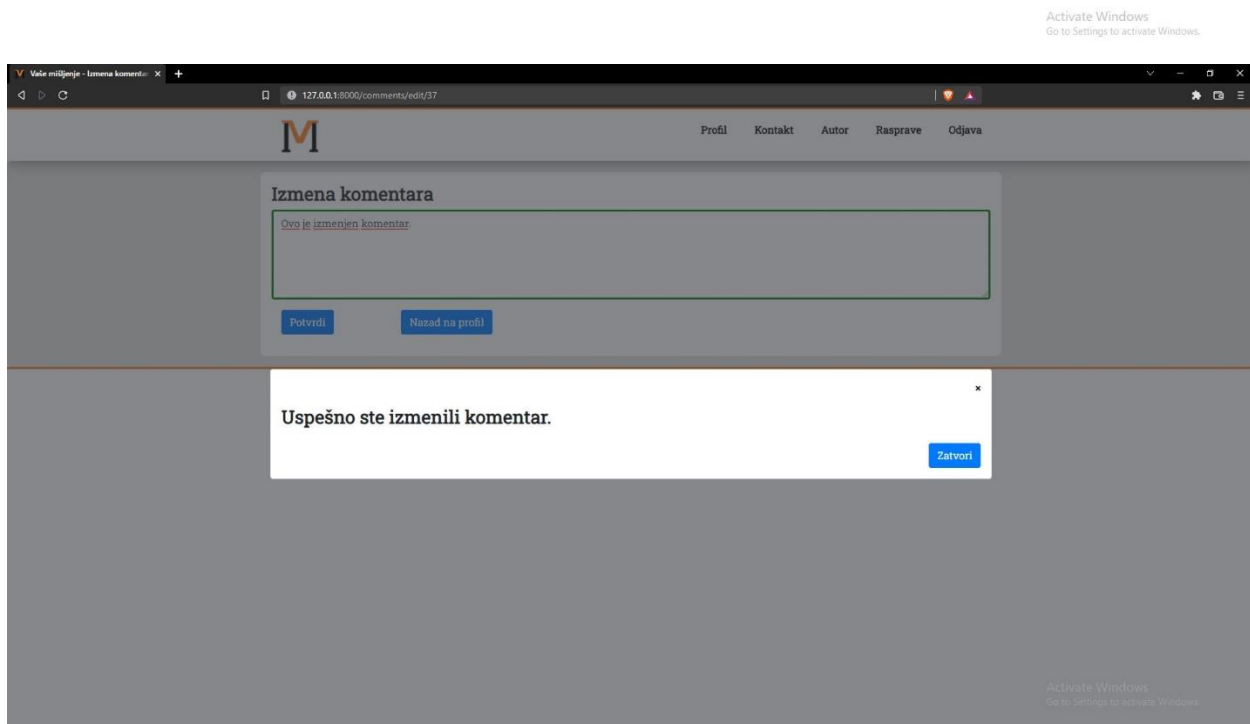 Activate Windows
Go to Settings to activate Windows.
Vaše mišljenje - Izmena komentar
127.0.0.1:8000/comments/edit/37
M
Profil Kontakt Autor Rasprave Odjava
Izmena komentara
Ovo je izmenjen komentar.
Potvrdi Nazad na profil
Uspešno ste izmenili komentar.
Zatvori
Activate Windows
Go to Settings to activate Windows.